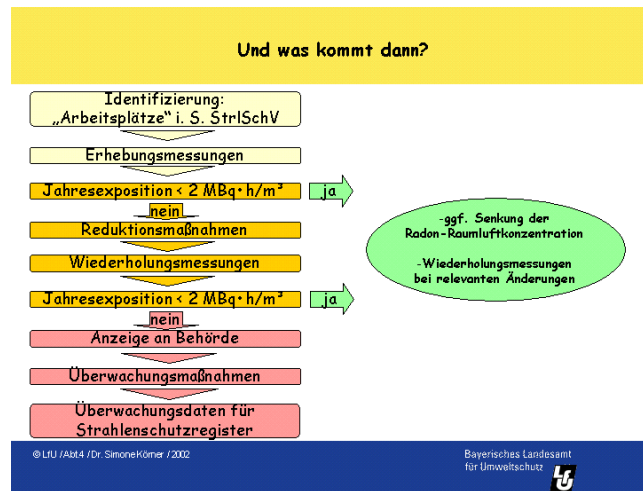 Und was kommt dann?
Identifizierung:
„Arbeitsplätze“ i. S. StrlSchV
Erhebungsmessungen
Jahresexposition < 2 MBq·h/m³
ja
nein
Reduktionsmaßnahmen
Wiederholungsmessungen
Jahresexposition < 2 MBq·h/m³
ja
nein
Anzeige an Behörde
Überwachungsmaßnahmen
Überwachungsdaten für
Strahlenschutzregister
-ggf. Senkung der
Radon-Raumluftkonzentration
-Wiederholungsmessungen
bei relevanten Änderungen
© LfU / Abt.4 / Dr. Simone Körner / 2002
Bayerisches Landesamt
für Umweltschutz
LfU